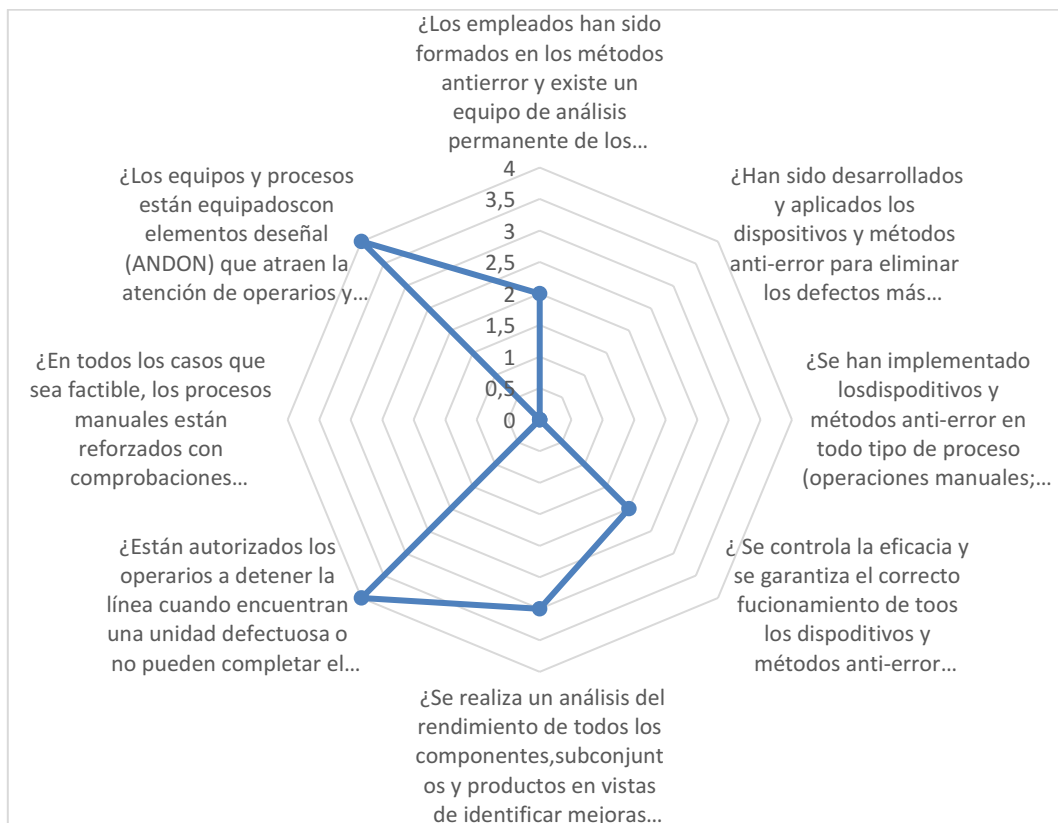 ¿Los empleados han sido
formados en los métodos
antierror y existe un
equipo de análisis
permanente de los...
¿Han sido desarrollados
y aplicados los
dispositivos y métodos
anti-error para eliminar
los defectos más...
¿Se han implementado
losdispoditivos y
métodos anti-error en
todo tipo de proceso
(operaciones manuales;...
¿ Se controla la eficacia y
se garantiza el correcto
fucionamiento de toos
los dispoditivos y
métodos anti-error...
¿Se realiza un análisis del
rendimiento de todos los
componentes,subconjunt
os y productos en vistas
de identificar mejoras...
¿Están autorizados los
operarios a detener la
línea cuando encuentran
una unidad defectuosa o
no pueden completar el...
¿En todos los casos que
sea factible, los procesos
manuales están
reforzados con
comprobaciones...
¿Los equipos y procesos
están equipadoscon
elementos deseñal
(ANDON) que atraen la
atención de operarios y...
4
3,5
3
2,5
2
1,5
1
0,5
0